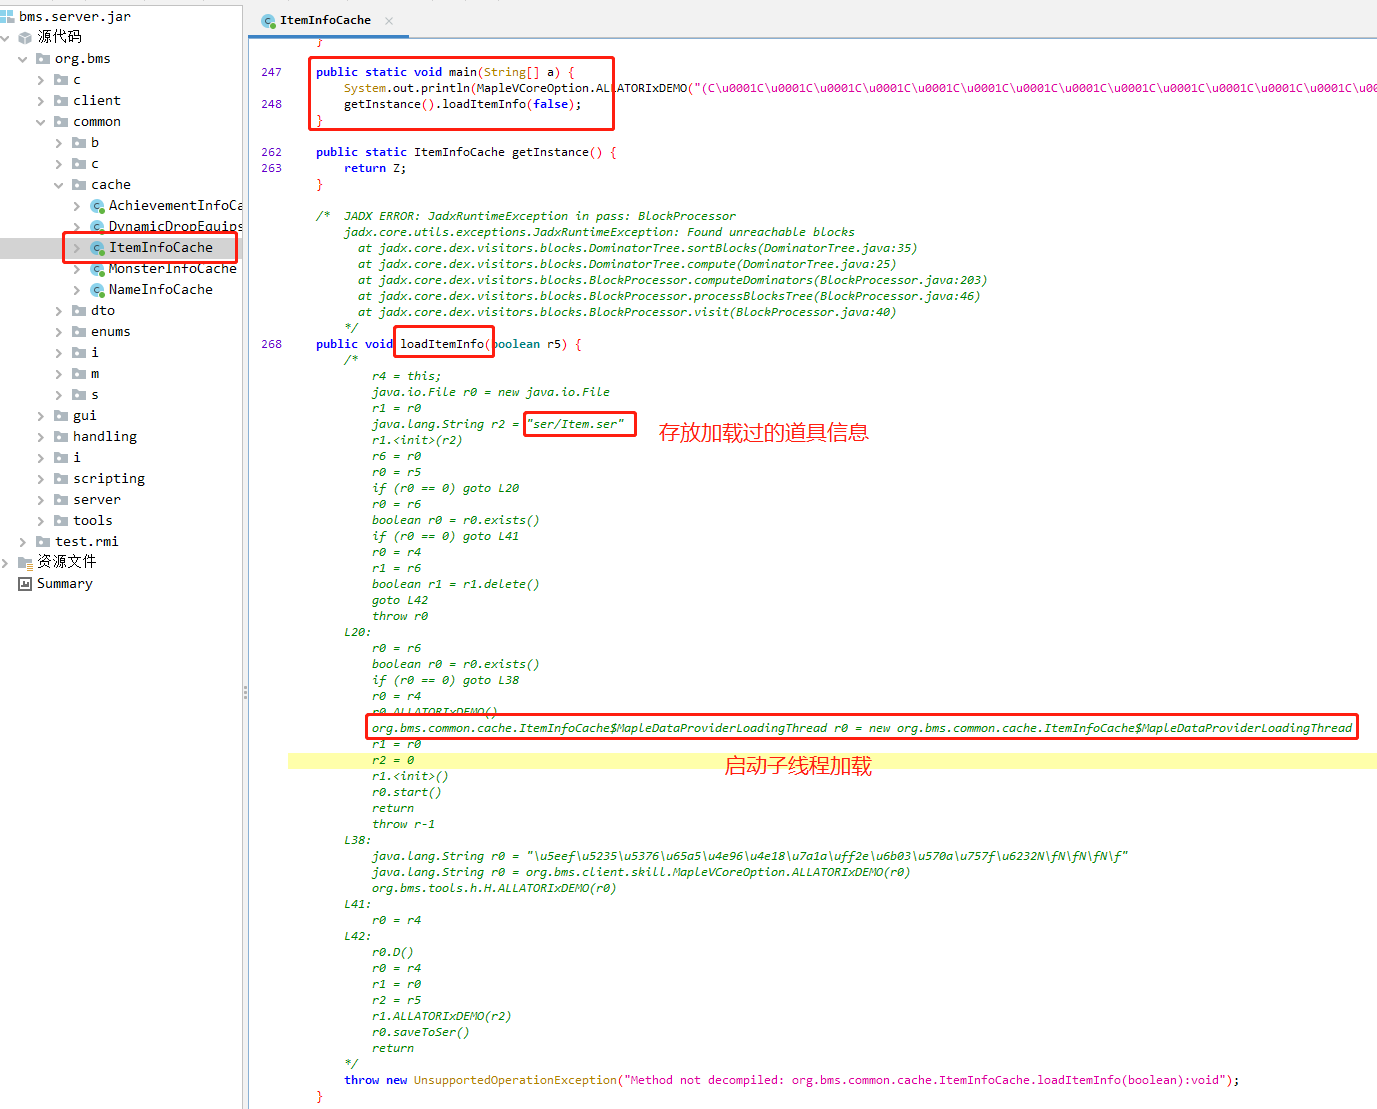 bms.server.jar
源代码
org.bms
c
client
common
b
c
cache
AchievementInfoCa
DynamicDropEquips
ItemInfoCache
MonsterInfoCache
NameInfoCache
dto
enums
i
m
s
gui
handling
i
scripting
server
tools
test.rmi
资源文件
Summary
ItemInfoCache
}
247 public static void main(String[] a) {
System.out.println(MapleVCoreOption.ALLATORIxDEMO("(C\u0001C\u0001C\u0001C\u0001C\u0001C\u0001C\u0001C\u0001C\u0001C\u0001C\u0001C\u0001C\u00
248 getInstance().loadItemInfo(false);
}
262 public static ItemInfoCache getInstance() {
263 return Z;
}
/* JADX ERROR: JadxRuntimeException in pass: BlockProcessor
jadx.core.utils.exceptions.JadxRuntimeException: Found unreachable blocks
at jadx.core.dex.visitors.blocks.DominatorTree.sortBlocks(DominatorTree.java:35)
at jadx.core.dex.visitors.blocks.DominatorTree.compute(DominatorTree.java:25)
at jadx.core.dex.visitors.blocks.BlockProcessor.computeDominators(BlockProcessor.java:203)
at jadx.core.dex.visitors.blocks.BlockProcessor.processBlocksTree(BlockProcessor.java:46)
at jadx.core.dex.visitors.blocks.BlockProcessor.visit(BlockProcessor.java:40)
*/
268 public void loadItemInfo(boolean r5) {
/*
r4 = this;
java.io.File r0 = new java.io.File
r1 = r0
java.lang.String r2 = "ser/Item.ser"
存放加载过的道具信息
r1.<init>(r2)
r6 = r0
r0 = r5
if (r0 == 0) goto L20
r0 = r6
boolean r0 = r0.exists()
if (r0 == 0) goto L41
r0 = r4
r1 = r6
boolean r1 = r1.delete()
goto L42
throw r0
L20:
r0 = r6
boolean r0 = r0.exists()
if (r0 == 0) goto L38
r0 = r4
r0.ALLATORIxDEMO()
org.bms.common.cache.ItemInfoCache$MapleDataProviderLoadingThread r0 = new org.bms.common.cache.ItemInfoCache$MapleDataProviderLoadingThread
r1 = r0
r2 = 0
启动子线程加载
r1.<init>()
r0.start()
return
throw r-1
L38:
java.lang.String r0 = "\u5eef\u5235\u5376\u65a5\u4e96\u4e18\u7a1a\uff2e\u6b03\u570a\u757f\u6232N\fN\fN\fN\f"
java.lang.String r0 = org.bms.client.skill.MapleVCoreOption.ALLATORIxDEMO(r0)
org.bms.tools.h.H.ALLATORIxDEMO(r0)
L41:
r0 = r4
L42:
r0.D()
r0 = r4
r1 = r0
r2 = r5
r1.ALLATORIxDEMO(r2)
r0.saveToSer()
return
*/
throw new UnsupportedOperationException("Method not decompiled: org.bms.common.cache.ItemInfoCache.loadItemInfo(boolean):void");
}